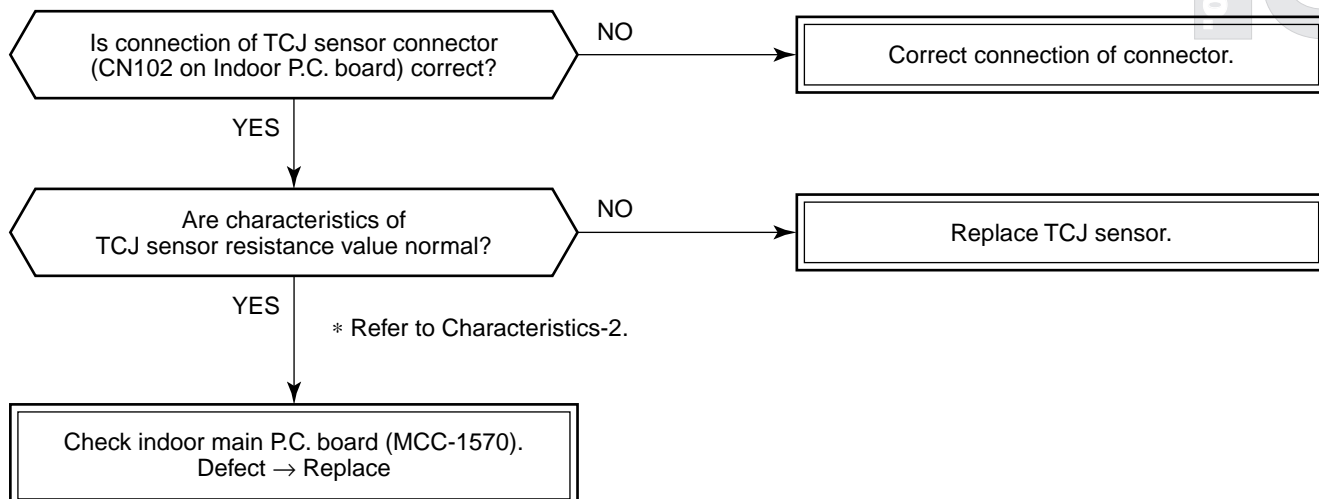 Is connection of TCJ sensor connector
(CN102 on Indoor P.C. board) correct?
NO
Correct connection of connector.
YES
Are characteristics of
TCJ sensor resistance value normal?
NO
Replace TCJ sensor.
YES
* Refer to Characteristics-2.
Check indoor main P.C. board (MCC-1570).
Defect → Replace